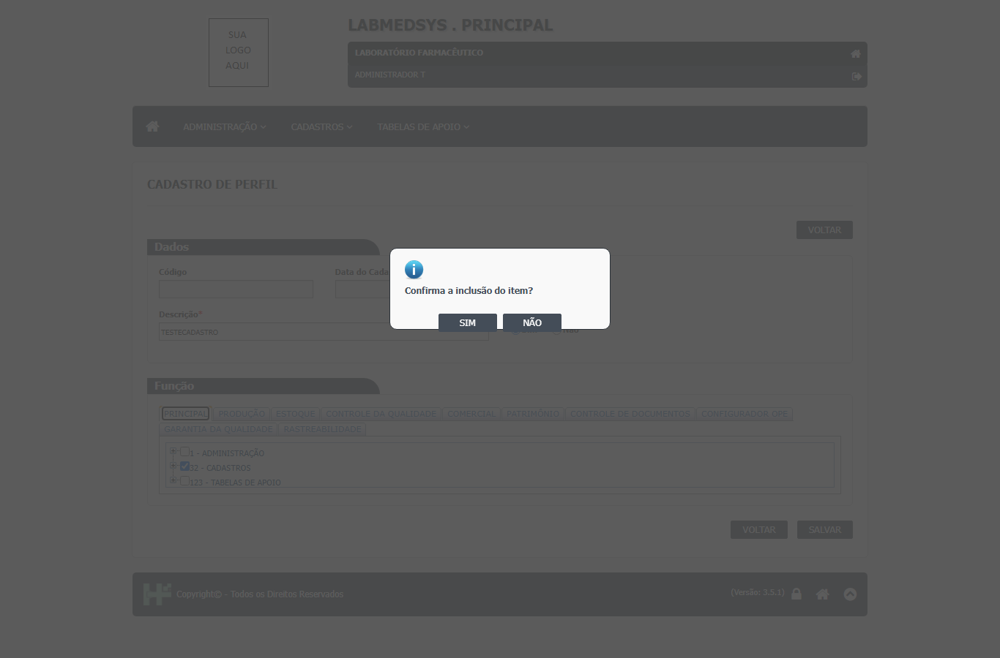 SUA
LOGO
AQUI
LABMEDSYS . PRINCIPAL
LABORATÓRIO FARMACÊUTICO
ADMINISTRADOR T
ADMINISTRAÇÃO
CADASTROS
TABELAS DE APOIO
CADASTRO DE PERFIL
VOLTAR
Dados
Código
Data do Cada
Confirma a inclusão do item?
SIM
NÃO
Descrição*
TESTECADASTRO
Função
PRINCIPAL PRODUÇÃO ESTOQUE CONTROLE DA QUALIDADE COMERCIAL PATRIMÔNIO CONTROLE DE DOCUMENTOS CONFIGURADOR OPE
GARANTIA DA QUALIDADE RASTREABILIDADE
1 - ADMINISTRAÇÃO
32 - CADASTROS
123 - TABELAS DE APOIO
VOLTAR
SALVAR
Copyright© - Todos os Direitos Reservados
(Versão: 3.5.1)